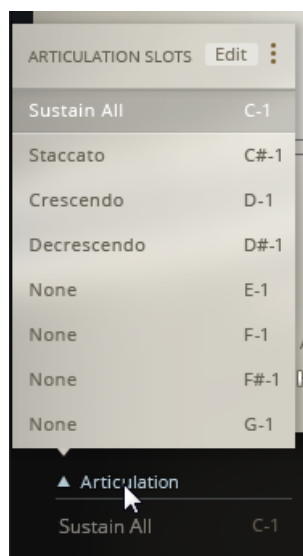 ARTICULATION SLOTS Edit
Sustain All C-1
Staccato C#-1
Crescendo D-1
Decrescendo D#-1
None E-1
None F-1
None F#-1
None G-1
▲ Articulation
Sustain All C-1